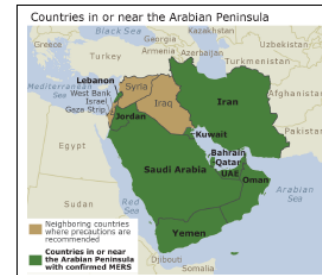 Countries in or near the Arabian Peninsula
Black Sea
Kazakhstan
Georgia
Greece
Armenia
Azerbaijan
Uzbekistan
Turkey
Turkmenistan
Mediterranean
Sea
Lebanon
West Bank
Israel
Gaza Strip
Syria
Iraq
Iran
Afghanistan
Jordan
Kuwait
Pakistan
Egypt
Bahrain
Qatar
UAE
Saudi Arabia
Oman
Arabian
Sea
Red
Sea
Sudan
Yemen
Djibouti
Somalia
Neighboring countries
where precautions are
recommended
Countries in or near
the Arabian Peninsula
with confirmed MERS